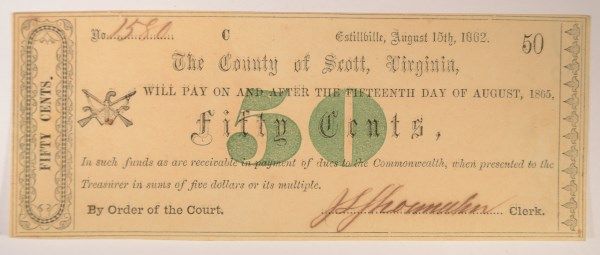 No. 1590 C Estillville, August 15th, 1862. 50
The County of Scott, Virginia,
WILL PAY ON AND AFTER THE FIFTEENTH DAY OF AUGUST, 1865,
50
Fifty Cents,
In such funds as are receivable in payment of dues to the Commonwealth, when presented to the
Treasurer in sums of five dollars or its multiple.
By Order of the Court. Clerk.
FIFTY CENTS.